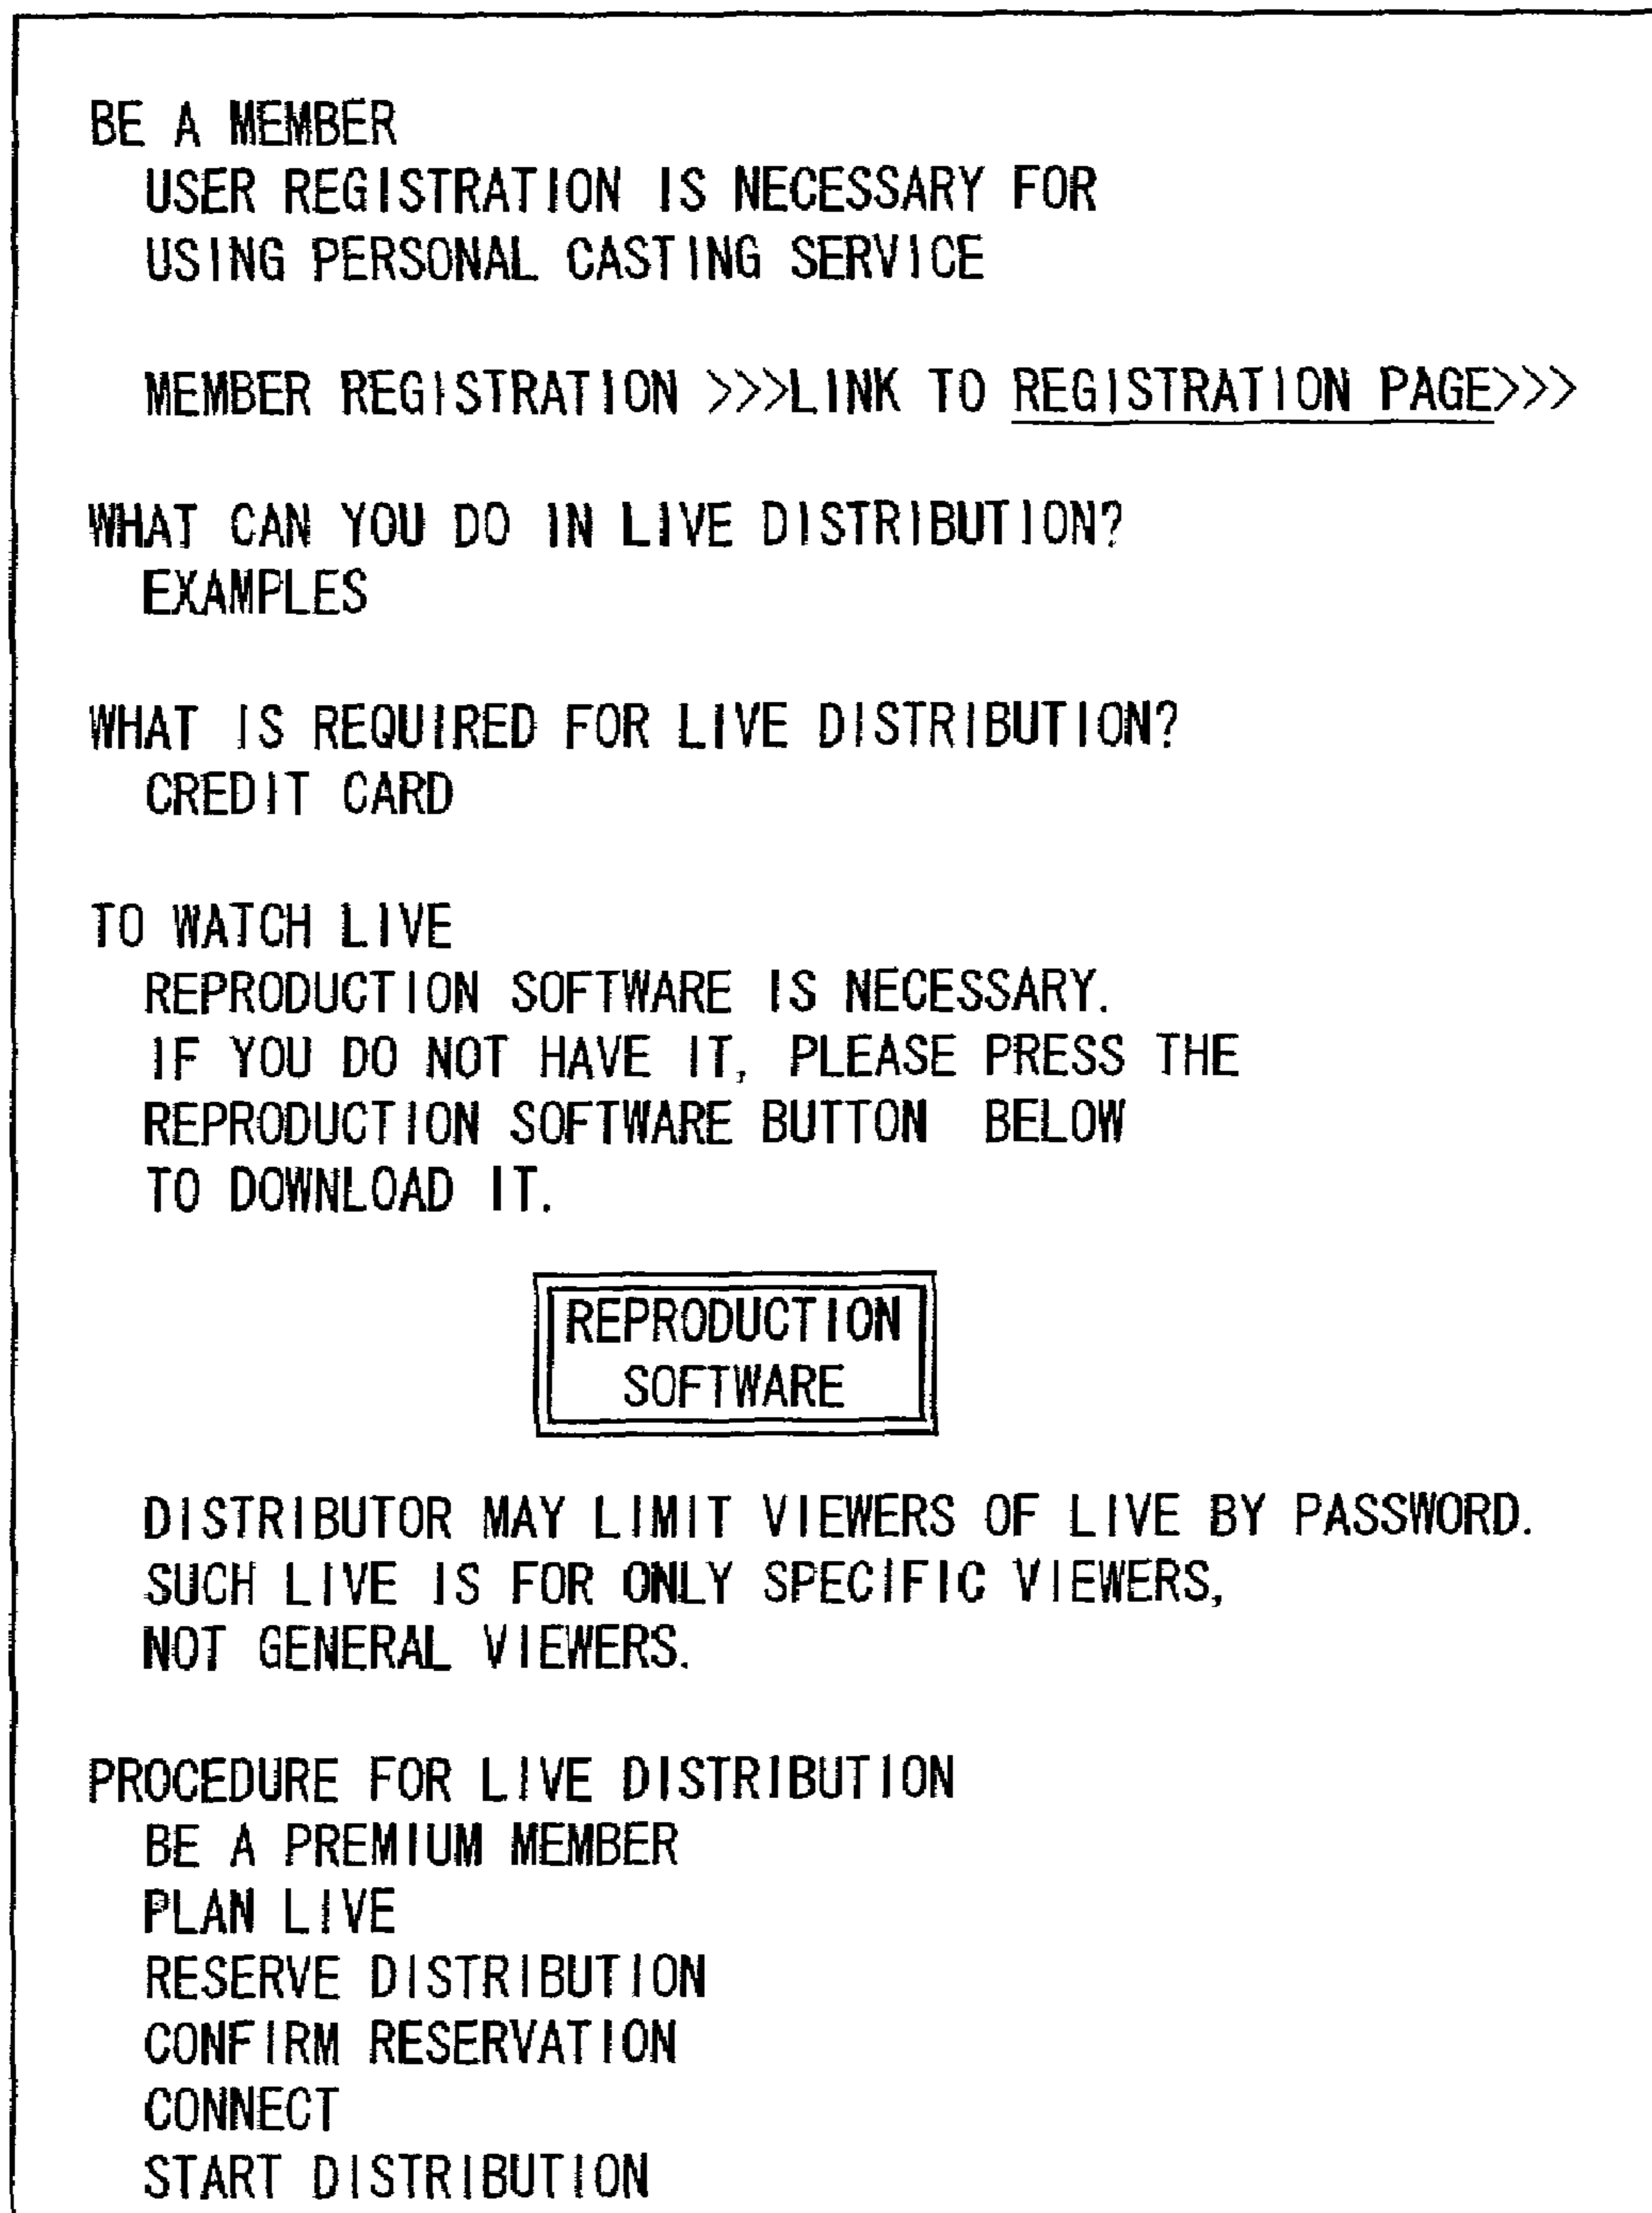 BE A MEMBER
USER REGISTRATION IS NECESSARY FOR
USING PERSONAL CASTING SERVICE
MEMBER REGISTRATION >>>LINK TO REGISTRATION PAGE>>>
WHAT CAN YOU DO IN LIVE DISTRIBUTION?
EXAMPLES
WHAT IS REQUIRED FOR LIVE DISTRIBUTION?
CREDIT CARD
TO WATCH LIVE
REPRODUCTION SOFTWARE IS NECESSARY.
IF YOU DO NOT HAVE IT, PLEASE PRESS THE
REPRODUCTION SOFTWARE BUTTON BELOW
TO DOWNLOAD IT.
REPRODUCTION
SOFTWARE
DISTRIBUTOR MAY LIMIT VIEWERS OF LIVE BY PASSWORD.
SUCH LIVE IS FOR ONLY SPECIFIC VIEWERS,
NOT GENERAL VIEWERS.
PROCEDURE FOR LIVE DISTRIBUTION
BE A PREMIUM MEMBER
PLAN LIVE
RESERVE DISTRIBUTION
CONFIRM RESERVATION
CONNECT
START DISTRIBUTION